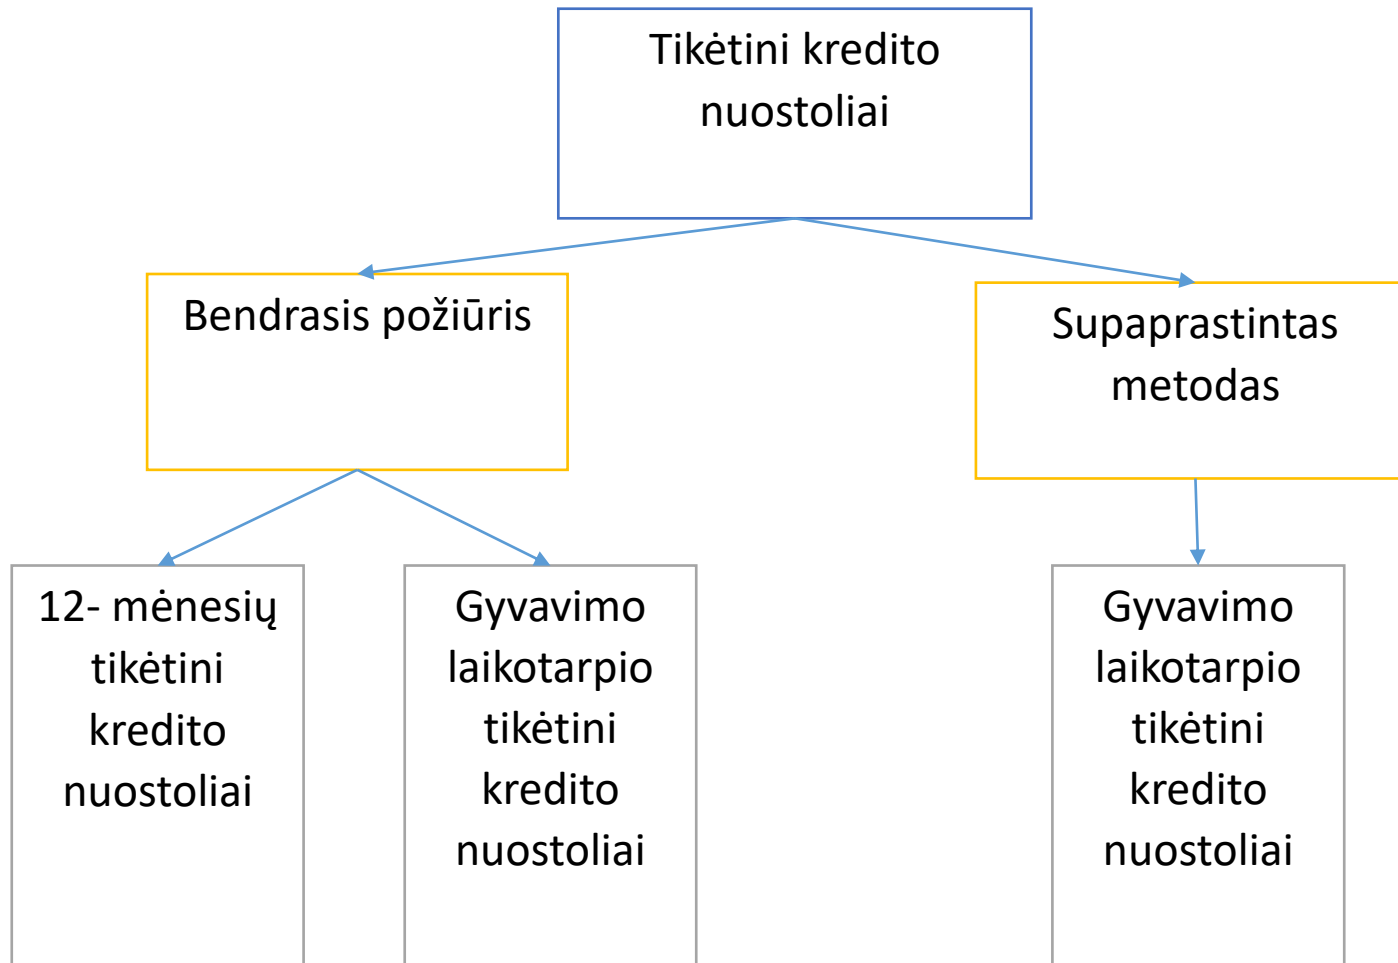 Tikėtini kredito
nuostoliai
Bendrasis požiūris
Supaprastintas
metodas
12- mėnesių
tikėtini
kredito
nuostoliai
Gyvavimo
laikotarpio
tikėtini
kredito
nuostoliai
Gyvavimo
laikotarpio
tikėtini
kredito
nuostoliai